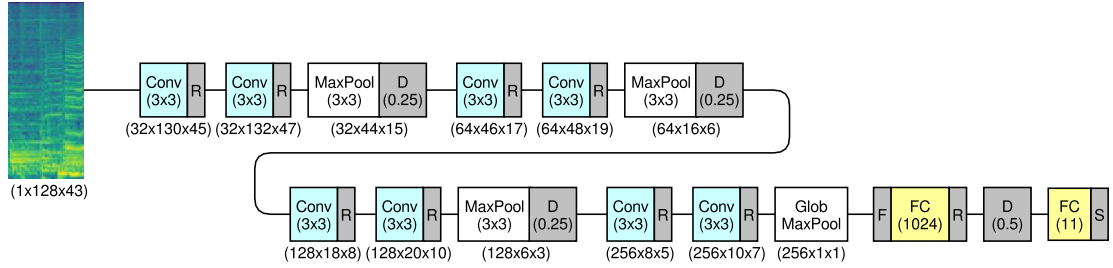 (1x128x43)
Conv
(3x3)
R
(32x130x45)
Conv
(3x3)
R
(32x132x47)
MaxPool
(3x3)
D
(0.25)
(32x44x15)
Conv
(3x3)
R
(64x46x17)
Conv
(3x3)
R
(64x48x19)
MaxPool
(3x3)
D
(0.25)
(64x16x6)
Conv
(3x3)
R
(128x18x8)
Conv
(3x3)
R
(128x20x10)
MaxPool
(3x3)
D
(0.25)
(128x6x3)
Conv
(3x3)
R
(256x8x5)
Conv
(3x3)
R
(256x10x7)
Glob
MaxPool
(256x1x1)
F
FC
(1024)
R
D
(0.5)
FC
(11)
S